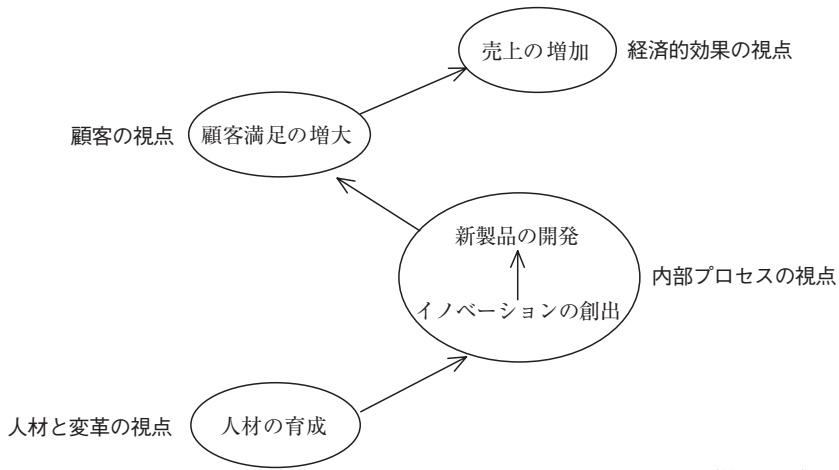 売上の増加
経済的効果の視点
顧客の視点
顧客満足の増大
新製品の開発
内部プロセスの視点
イノベーションの創出
人材と変革の視点
人材の育成